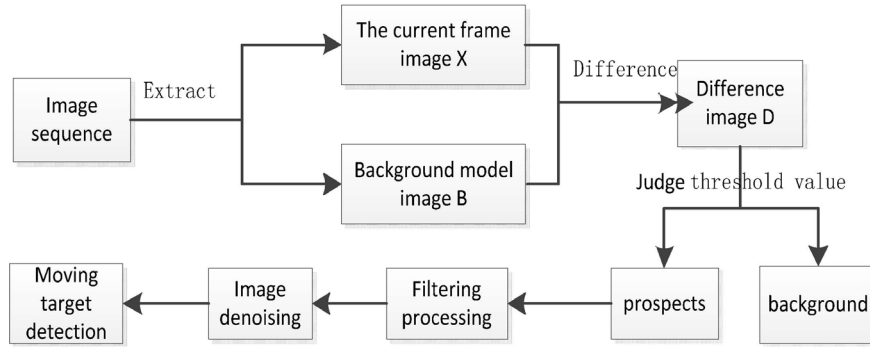 The current frame
image X
Difference
Extract
Image
sequence
Difference
image D
Background model
image B
Judge threshold value
Moving
target
detection
Image
denoising
Filtering
processing
prospects
background